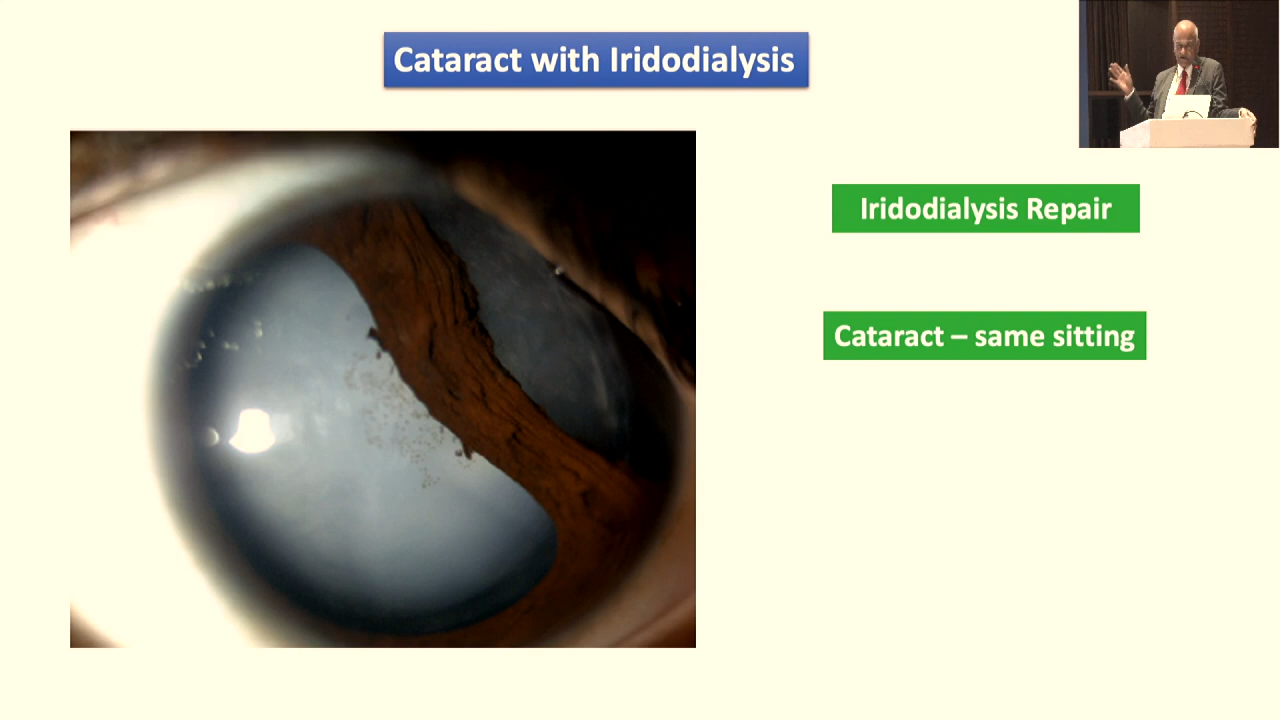 Cataract with Iridodialysis
Iridodialysis Repair
Cataract – same sitting